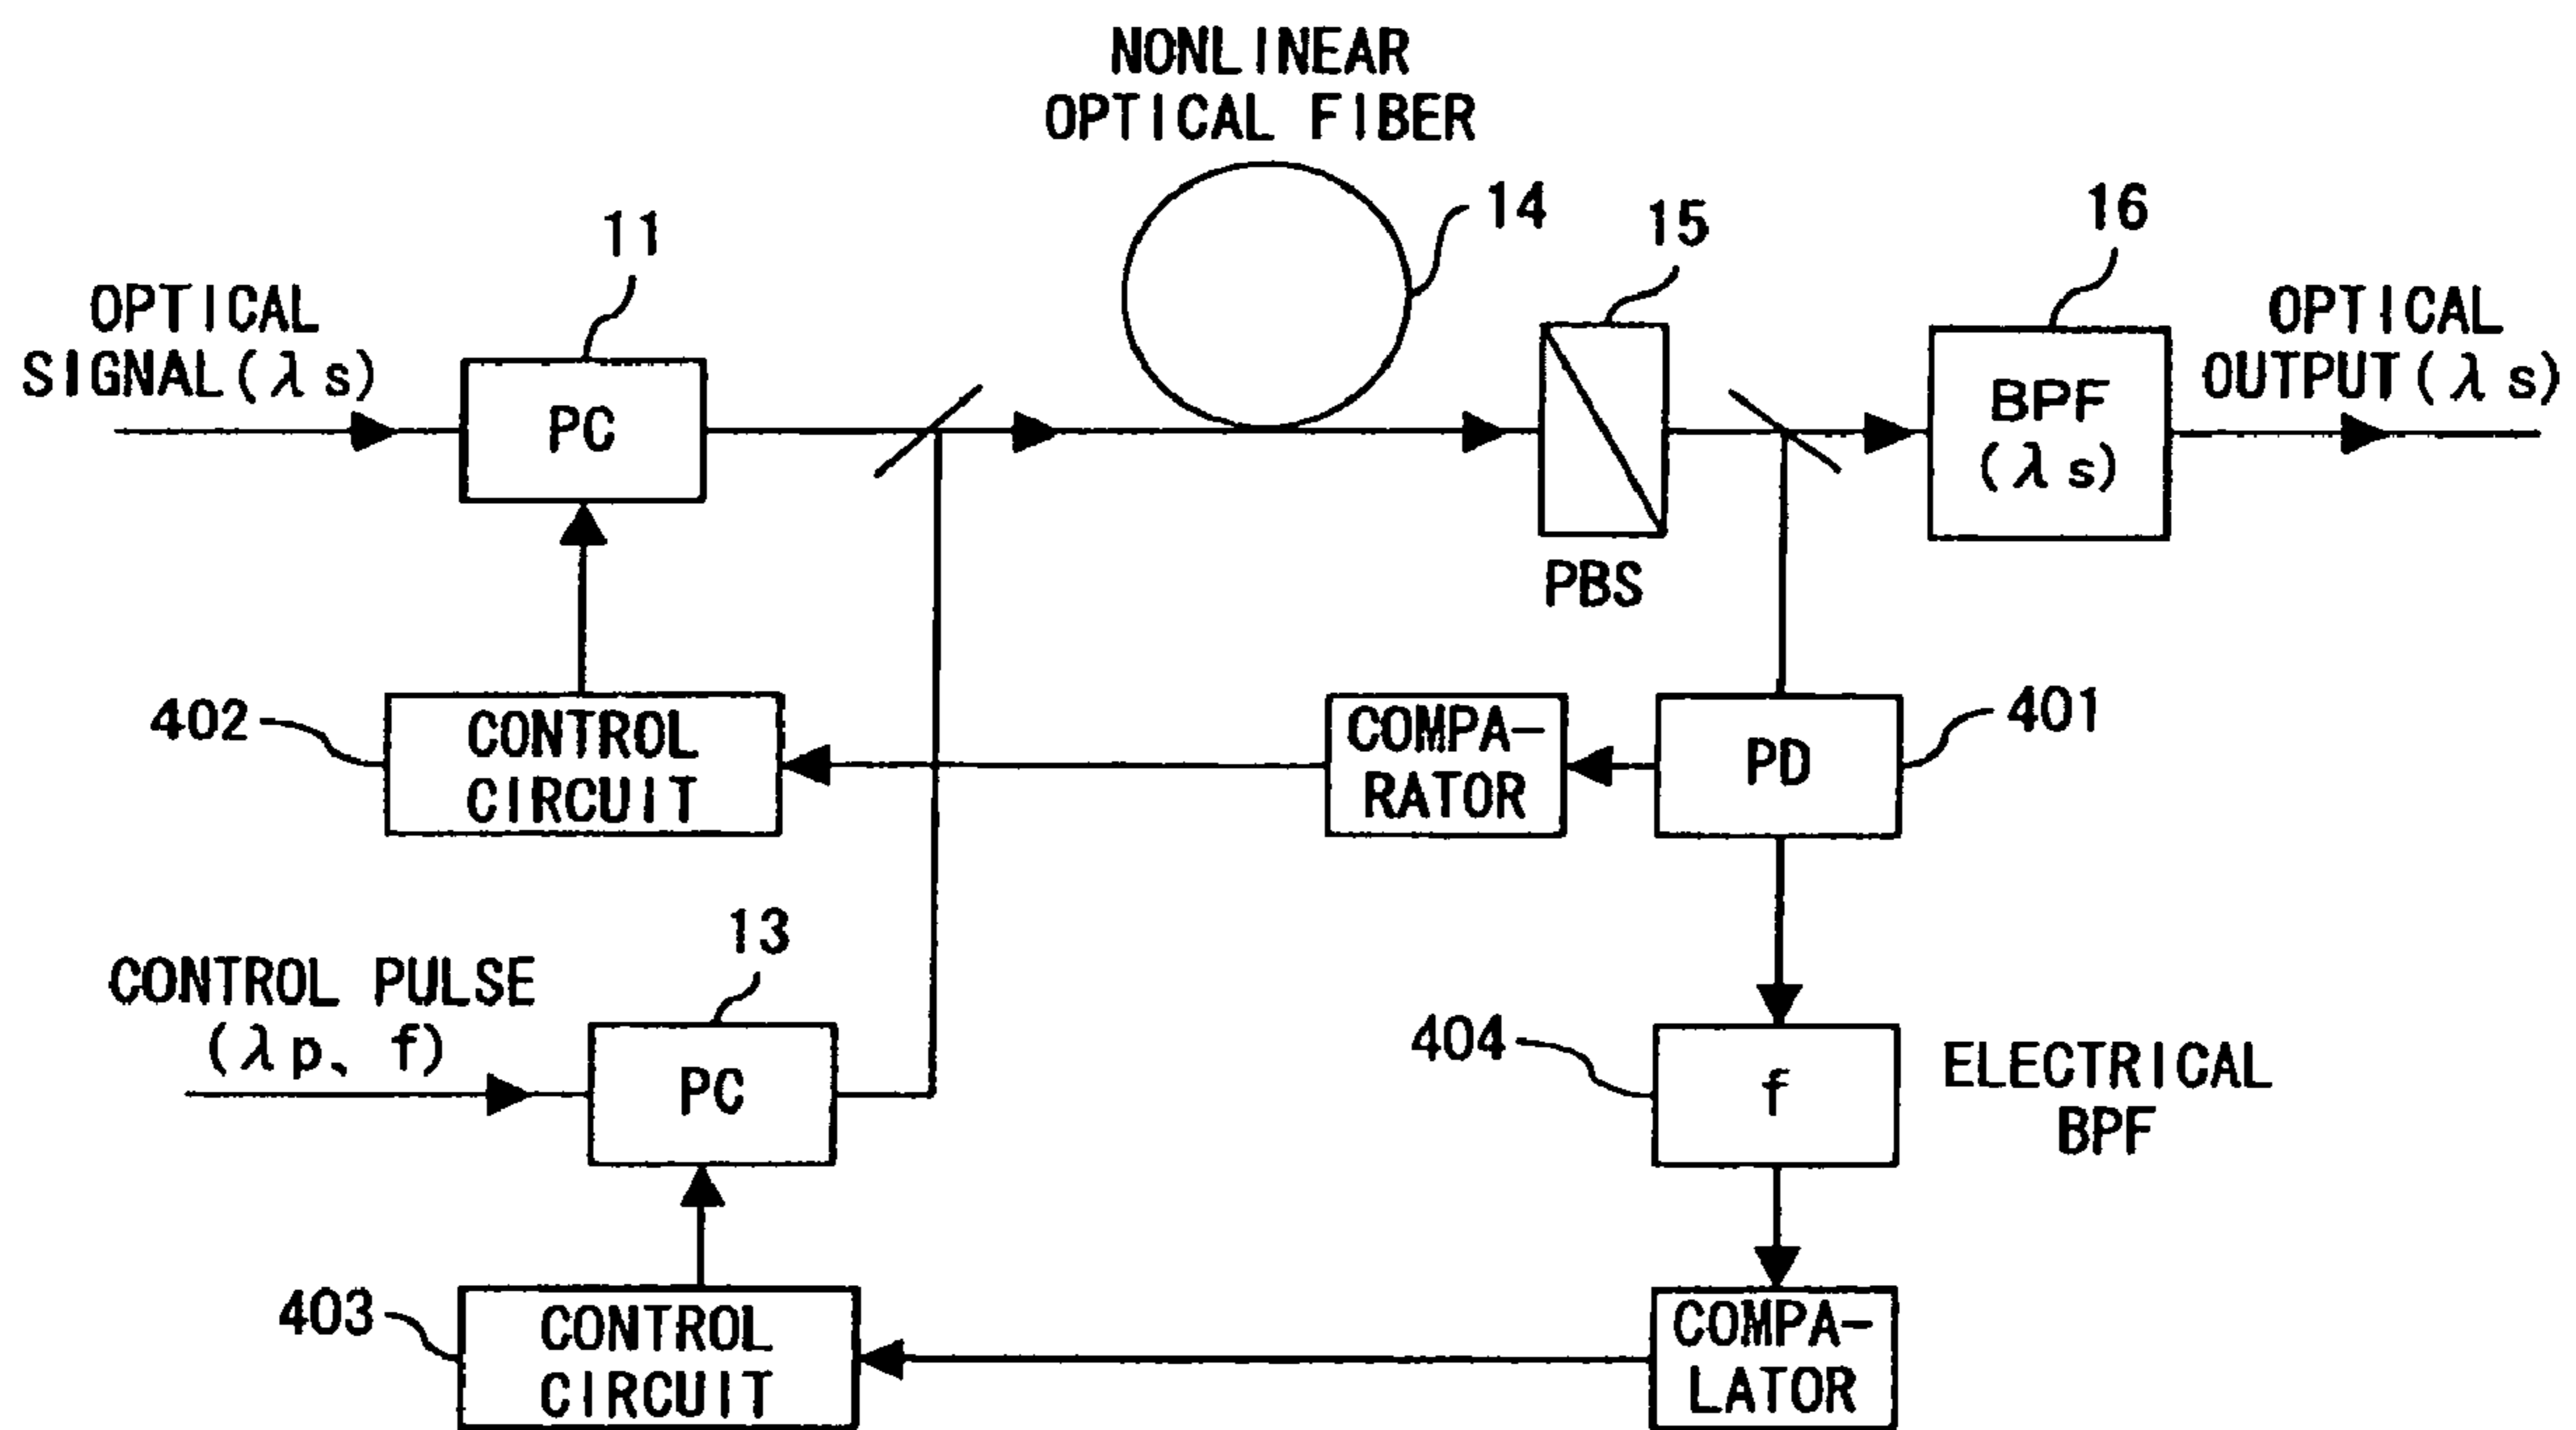 NONLINEAR
OPTICAL FIBER
14
15
16
11
OPTICAL
SIGNAL(λs)
PC
BPF
(λs)
OPTICAL
OUTPUT(λs)
PBS
402
CONTROL
CIRCUIT
COMPA-
RATOR
PD
401
13
CONTROL PULSE
(λp、f)
PC
404
f
ELECTRICAL
BPF
403
CONTROL
CIRCUIT
COMPA-
LATOR